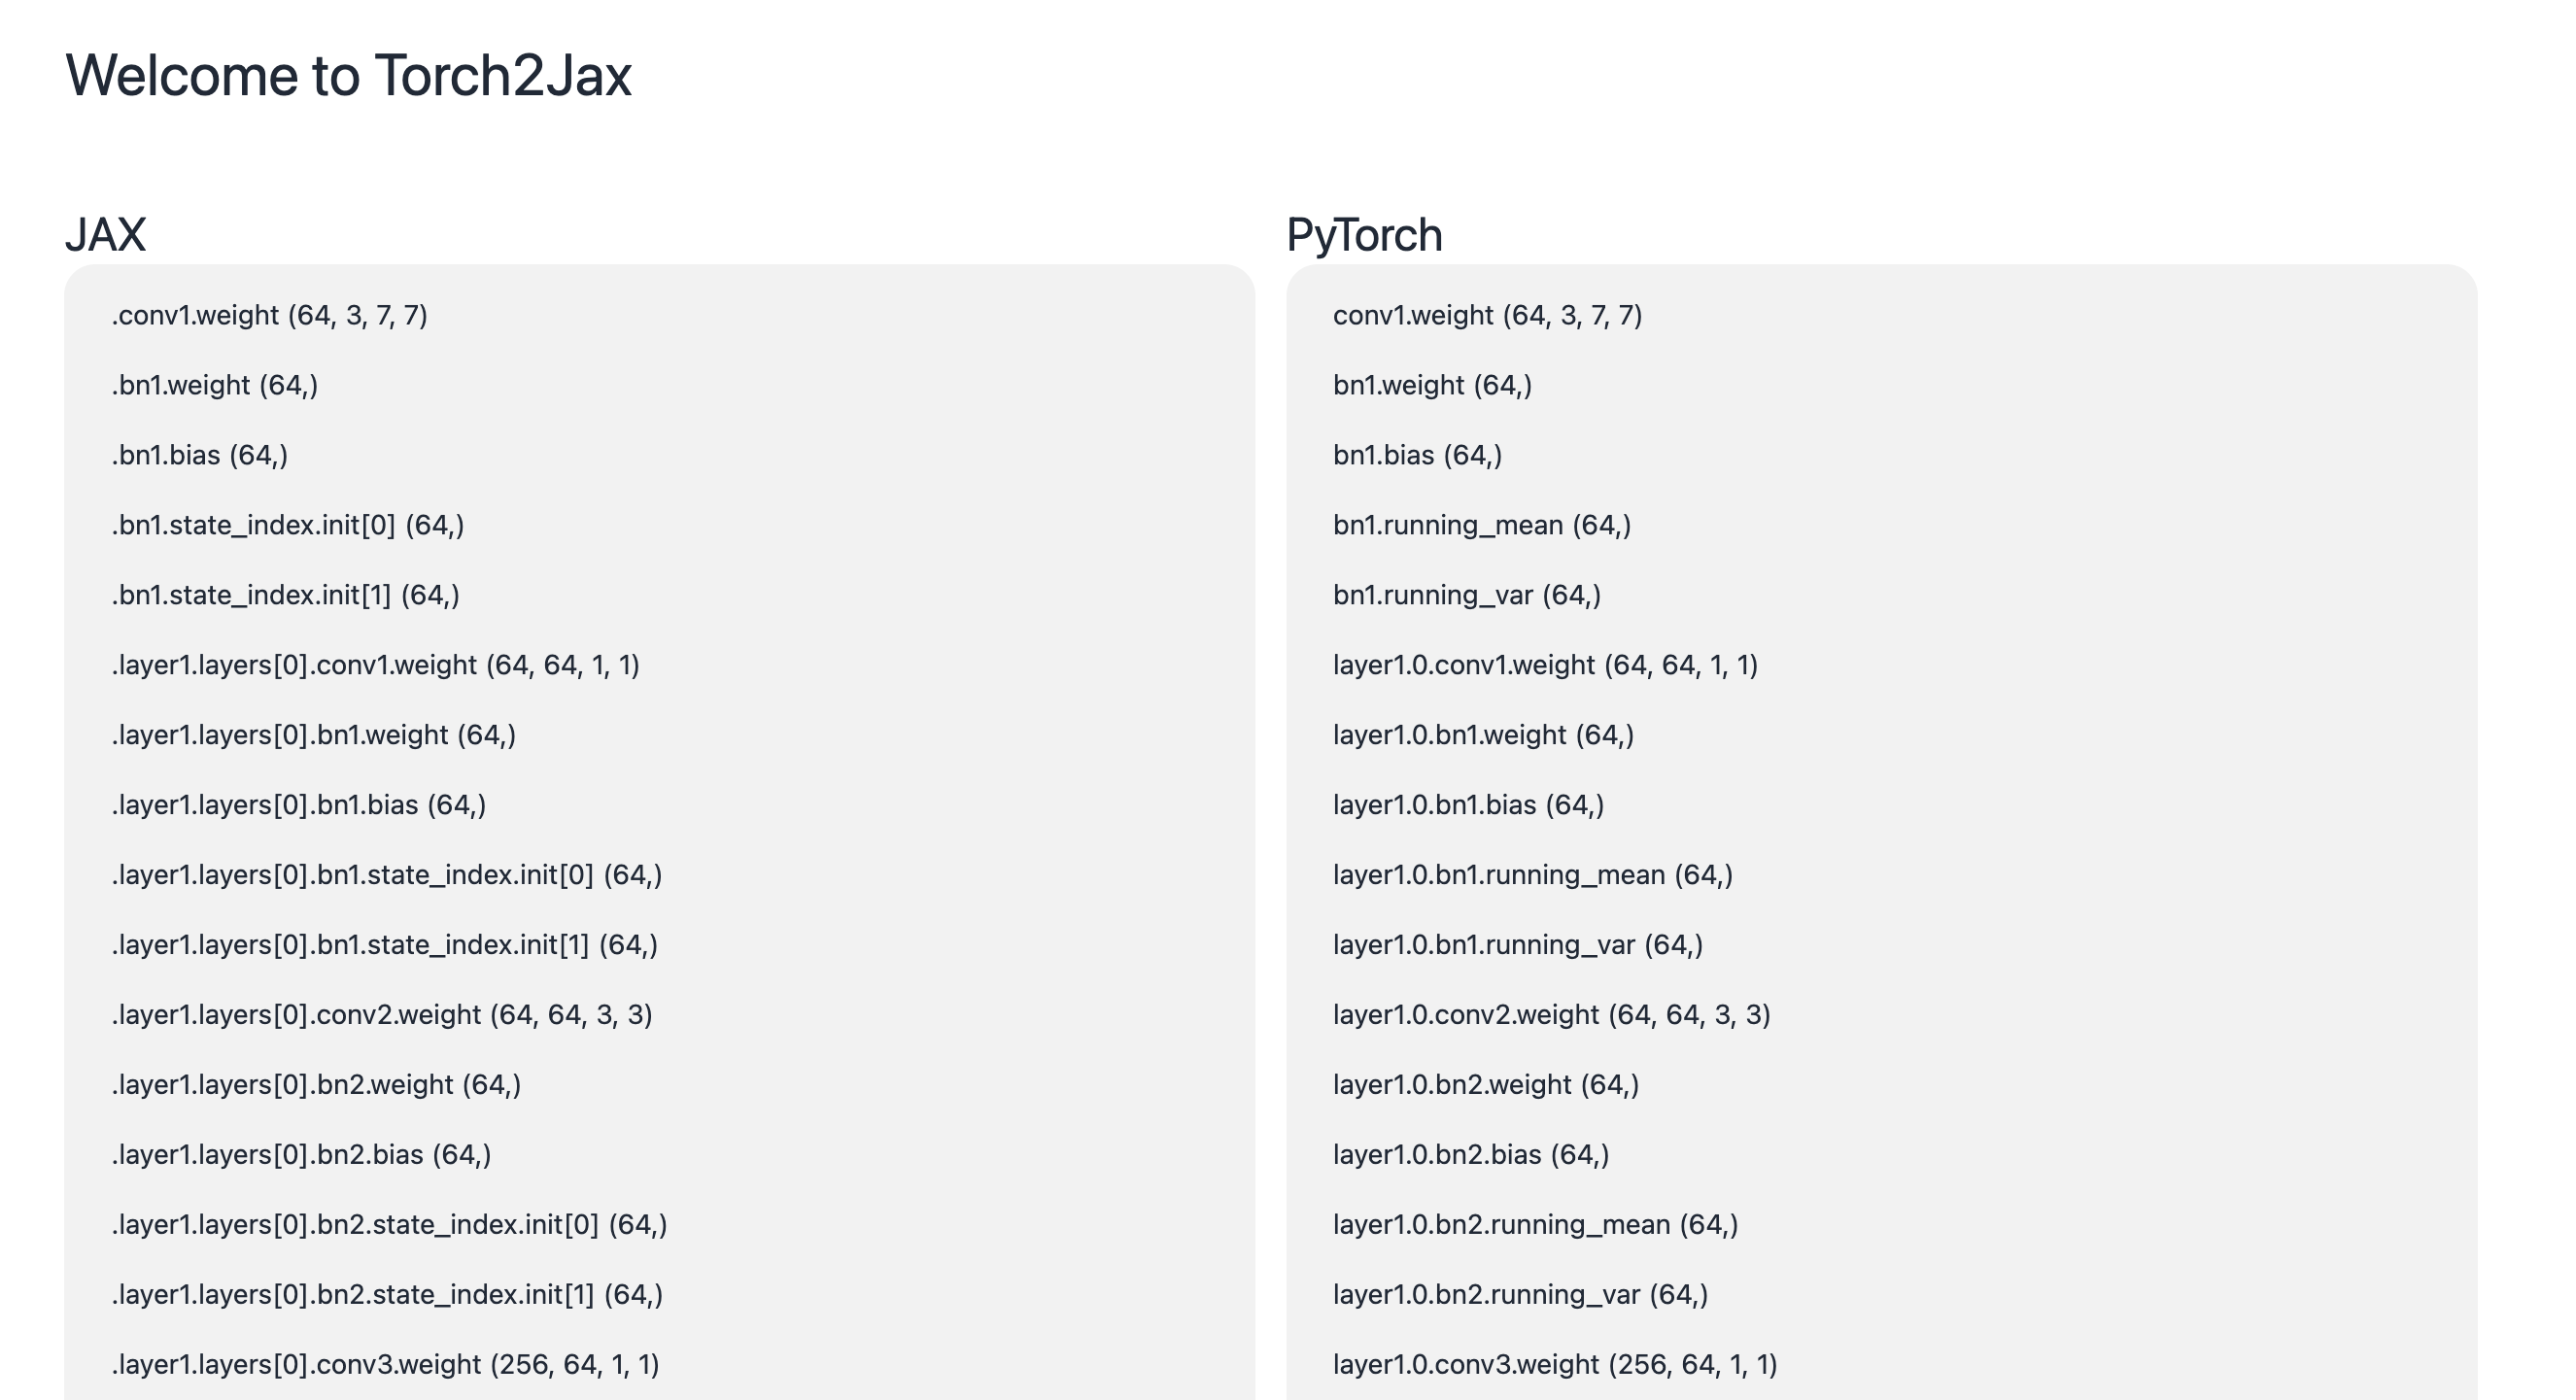 Welcome to Torch2Jax
JAX
.conv1.weight (64, 3, 7, 7)
.bn1.weight (64,)
.bn1.bias (64,)
.bn1.state_index.init[0] (64,)
.bn1.state_index.init[1] (64,)
.layer1.layers[0].conv1.weight (64, 64, 1, 1)
.layer1.layers[0].bn1.weight (64,)
.layer1.layers[0].bn1.bias (64,)
.layer1.layers[0].bn1.state_index.init[0] (64,)
.layer1.layers[0].bn1.state_index.init[1] (64,)
.layer1.layers[0].conv2.weight (64, 64, 3, 3)
.layer1.layers[0].bn2.weight (64,)
.layer1.layers[0].bn2.bias (64,)
.layer1.layers[0].bn2.state_index.init[0] (64,)
.layer1.layers[0].bn2.state_index.init[1] (64,)
.layer1.layers[0].conv3.weight (256, 64, 1, 1)
PyTorch
conv1.weight (64, 3, 7, 7)
bn1.weight (64,)
bn1.bias (64,)
bn1.running_mean (64,)
bn1.running_var (64,)
layer1.0.conv1.weight (64, 64, 1, 1)
layer1.0.bn1.weight (64,)
layer1.0.bn1.bias (64,)
layer1.0.bn1.running_mean (64,)
layer1.0.bn1.running_var (64,)
layer1.0.conv2.weight (64, 64, 3, 3)
layer1.0.bn2.weight (64,)
layer1.0.bn2.bias (64,)
layer1.0.bn2.running_mean (64,)
layer1.0.bn2.running_var (64,)
layer1.0.conv3.weight (256, 64, 1, 1)